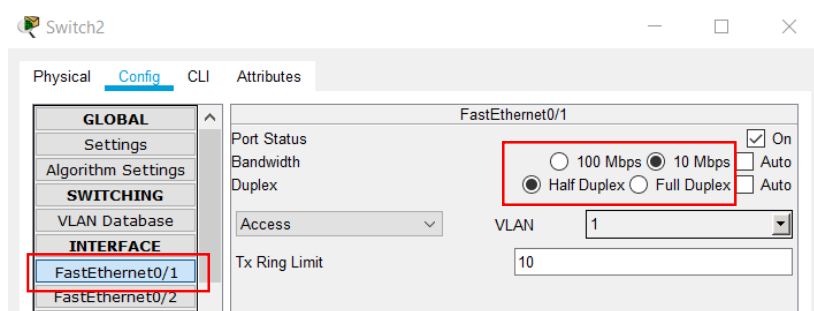 Switch2
Physical Config CLI Attributes
GLOBAL
Settings
Algorithm Settings
SWITCHING
VLAN Database
INTERFACE
FastEthernet0/1
FastEthernet0/2
FastEthernet0/1
Port Status On
Bandwidth 100 Mbps 10 Mbps Auto
Duplex Half Duplex Full Duplex Auto
Access VLAN 1
Tx Ring Limit 10